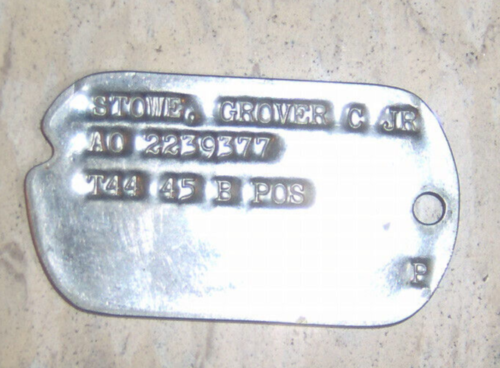 STOWE, GROVER C JR
AO 2239377
T44 45 B POS
P